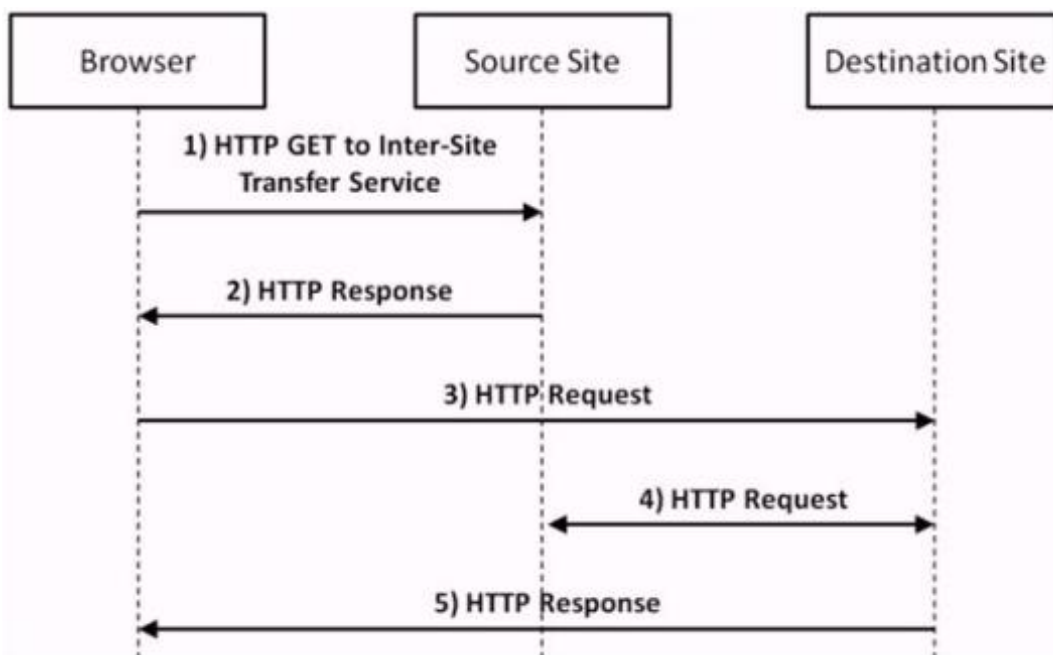 Browser
Source Site
Destination Site
1) HTTP GET to Inter-Site
Transfer Service
2) HTTP Response
3) HTTP Request
4) HTTP Request
5) HTTP Response